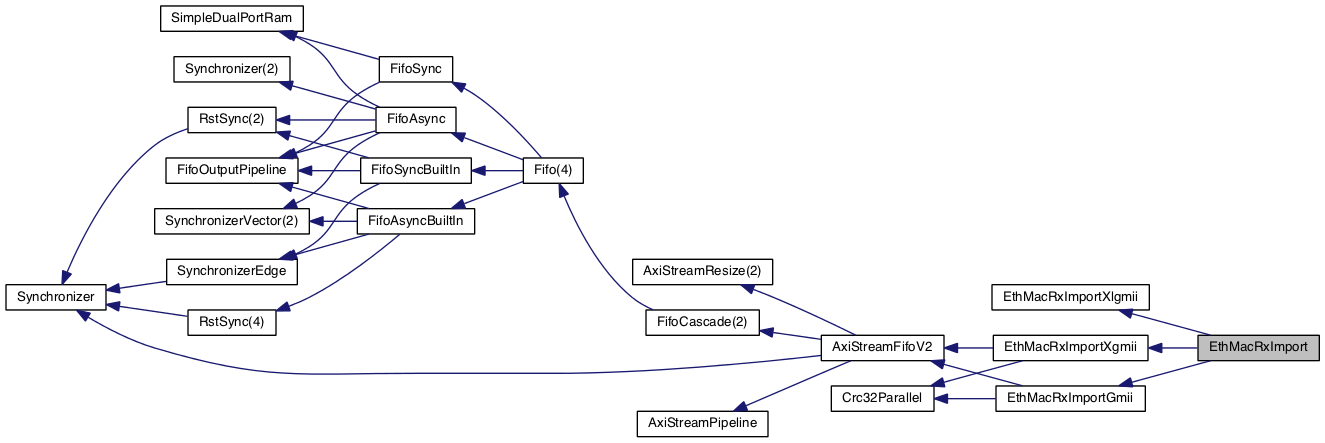 SimpleDualPortRam
Synchronizer(2)
FifoSync
RstSync(2)
FifoAsync
FifoOutputPipeline
FifoSyncBuiltIn
Fifo(4)
SynchronizerVector(2)
FifoAsyncBuiltIn
SynchronizerEdge
AxiStreamResize(2)
Synchronizer
EthMacRxImportXlgmii
RstSync(4)
FifoCascade(2)
AxiStreamFifoV2
EthMacRxImportXgmii
EthMacRxImport
Crc32Parallel
EthMacRxImportGmii
AxiStreamPipeline